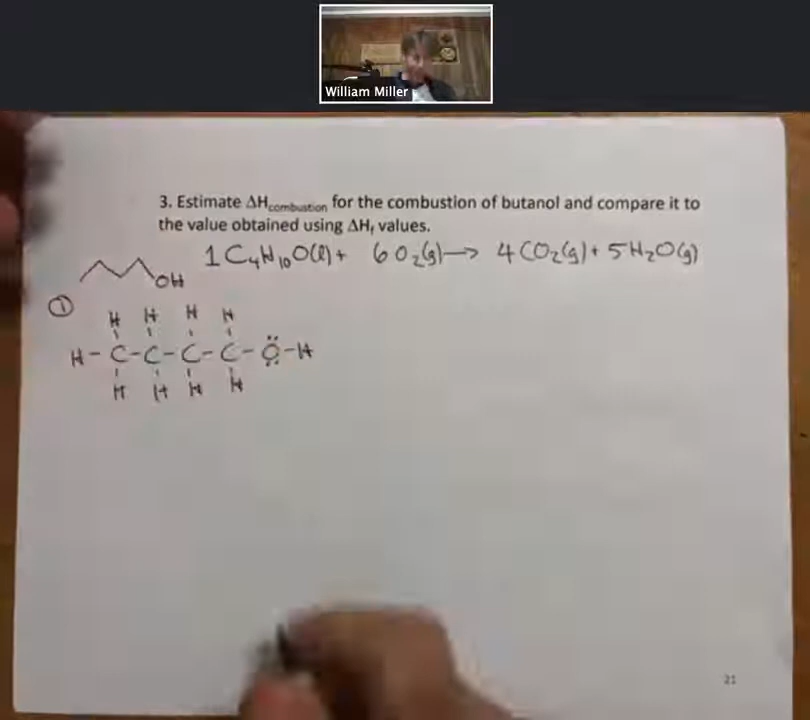 William Miller
3. Estimate ΔHcombustion for the combustion of butanol and compare it to
the value obtained using ΔHf values.
1 C₄H₁₀O(l) + 6 O₂(g) → 4 CO₂(g) + 5 H₂O(g)
OH
①
H H H H
H - C - C - C - C - Ö - H
H H H H
21